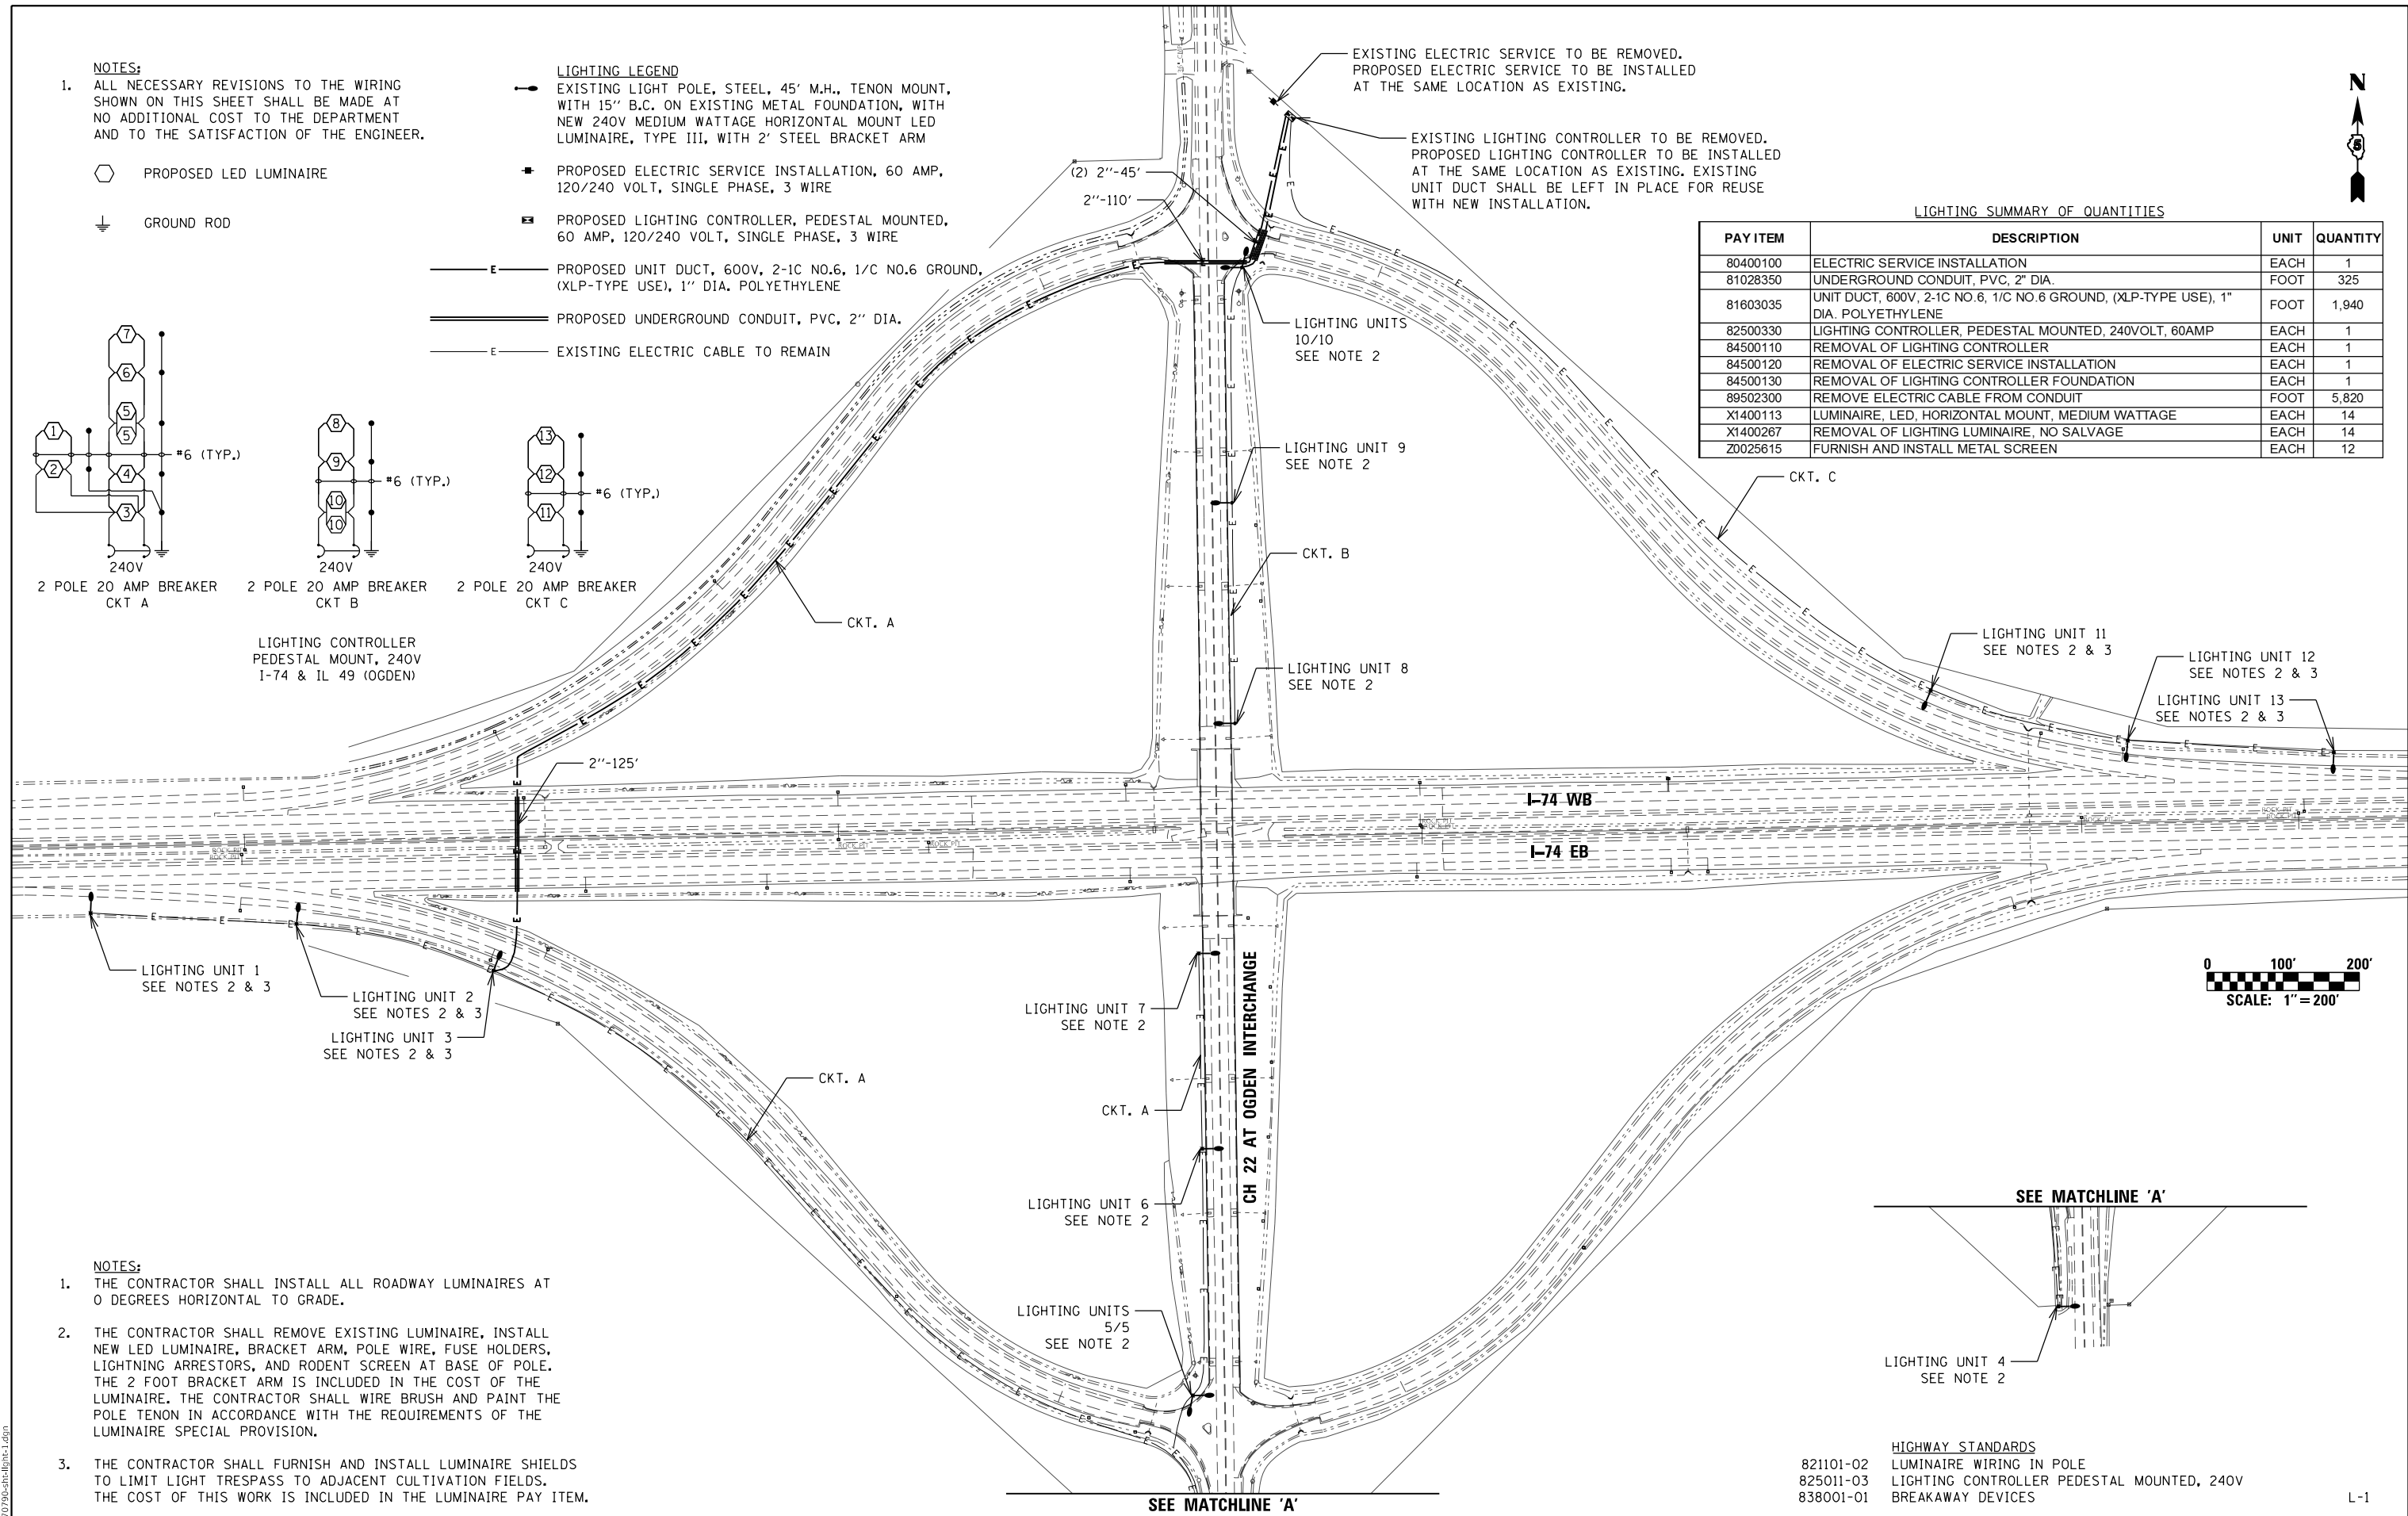 NOTES:
1. ALL NECESSARY REVISIONS TO THE WIRING
SHOWN ON THIS SHEET SHALL BE MADE AT
NO ADDITIONAL COST TO THE DEPARTMENT
AND TO THE SATISFACTION OF THE ENGINEER.
PROPOSED LED LUMINAIRE
GROUND ROD
LIGHTING LEGEND
EXISTING LIGHT POLE, STEEL, 45' M.H., TENON MOUNT,
WITH 15'' B.C. ON EXISTING METAL FOUNDATION, WITH
NEW 240V MEDIUM WATTAGE HORIZONTAL MOUNT LED
LUMINAIRE, TYPE III, WITH 2' STEEL BRACKET ARM
PROPOSED ELECTRIC SERVICE INSTALLATION, 60 AMP,
120/240 VOLT, SINGLE PHASE, 3 WIRE
PROPOSED LIGHTING CONTROLLER, PEDESTAL MOUNTED,
60 AMP, 120/240 VOLT, SINGLE PHASE, 3 WIRE
E PROPOSED UNIT DUCT, 600V, 2-1C NO.6, 1/C NO.6 GROUND,
(XLP-TYPE USE), 1'' DIA. POLYETHYLENE
PROPOSED UNDERGROUND CONDUIT, PVC, 2'' DIA.
E EXISTING ELECTRIC CABLE TO REMAIN
EXISTING ELECTRIC SERVICE TO BE REMOVED.
PROPOSED ELECTRIC SERVICE TO BE INSTALLED
AT THE SAME LOCATION AS EXISTING.
EXISTING LIGHTING CONTROLLER TO BE REMOVED.
PROPOSED LIGHTING CONTROLLER TO BE INSTALLED
AT THE SAME LOCATION AS EXISTING. EXISTING
UNIT DUCT SHALL BE LEFT IN PLACE FOR REUSE
WITH NEW INSTALLATION.
(2) 2''-45'
2''-110'
N
5
LIGHTING SUMMARY OF QUANTITIES
PAY ITEM DESCRIPTION UNIT QUANTITY
80400100 ELECTRIC SERVICE INSTALLATION EACH 1
81028350 UNDERGROUND CONDUIT, PVC, 2" DIA. FOOT 325
81603035 UNIT DUCT, 600V, 2-1C NO.6, 1/C NO.6 GROUND, (XLP-TYPE USE), 1" DIA. POLYETHYLENE FOOT 1,940
82500330 LIGHTING CONTROLLER, PEDESTAL MOUNTED, 240VOLT, 60AMP EACH 1
84500110 REMOVAL OF LIGHTING CONTROLLER EACH 1
84500120 REMOVAL OF ELECTRIC SERVICE INSTALLATION EACH 1
84500130 REMOVAL OF LIGHTING CONTROLLER FOUNDATION EACH 1
89502300 REMOVE ELECTRIC CABLE FROM CONDUIT FOOT 5,820
X1400113 LUMINAIRE, LED, HORIZONTAL MOUNT, MEDIUM WATTAGE EACH 14
X1400267 REMOVAL OF LIGHTING LUMINAIRE, NO SALVAGE EACH 14
Z0025615 FURNISH AND INSTALL METAL SCREEN EACH 12
7
6
5
5
1
2
4
3
#6 (TYP.)
240V
2 POLE 20 AMP BREAKER
CKT A
8
9
10
10
#6 (TYP.)
240V
2 POLE 20 AMP BREAKER
CKT B
13
12
11
#6 (TYP.)
240V
2 POLE 20 AMP BREAKER
CKT C
LIGHTING CONTROLLER
PEDESTAL MOUNT, 240V
I-74 & IL 49 (OGDEN)
LIGHTING UNITS
10/10
SEE NOTE 2
LIGHTING UNIT 9
SEE NOTE 2
CKT. C
CKT. B
CKT. A
LIGHTING UNIT 8
SEE NOTE 2
LIGHTING UNIT 11
SEE NOTES 2 & 3
LIGHTING UNIT 12
SEE NOTES 2 & 3
LIGHTING UNIT 13
SEE NOTES 2 & 3
2''-125'
I-74 WB
I-74 EB
LIGHTING UNIT 1
SEE NOTES 2 & 3
LIGHTING UNIT 2
SEE NOTES 2 & 3
LIGHTING UNIT 3
SEE NOTES 2 & 3
LIGHTING UNIT 7
SEE NOTE 2
CH 22 AT OGDEN INTERCHANGE
0 100' 200'
SCALE: 1" = 200'
CKT. A
CKT. A
LIGHTING UNIT 6
SEE NOTE 2
LIGHTING UNITS
5/5
SEE NOTE 2
SEE MATCHLINE 'A'
SEE MATCHLINE 'A'
LIGHTING UNIT 4
SEE NOTE 2
NOTES:
1. THE CONTRACTOR SHALL INSTALL ALL ROADWAY LUMINAIRES AT
0 DEGREES HORIZONTAL TO GRADE.
2. THE CONTRACTOR SHALL REMOVE EXISTING LUMINAIRE, INSTALL
NEW LED LUMINAIRE, BRACKET ARM, POLE WIRE, FUSE HOLDERS,
LIGHTNING ARRESTORS, AND RODENT SCREEN AT BASE OF POLE.
THE 2 FOOT BRACKET ARM IS INCLUDED IN THE COST OF THE
LUMINAIRE. THE CONTRACTOR SHALL WIRE BRUSH AND PAINT THE
POLE TENON IN ACCORDANCE WITH THE REQUIREMENTS OF THE
LUMINAIRE SPECIAL PROVISION.
3. THE CONTRACTOR SHALL FURNISH AND INSTALL LUMINAIRE SHIELDS
TO LIMIT LIGHT TRESPASS TO ADJACENT CULTIVATION FIELDS.
THE COST OF THIS WORK IS INCLUDED IN THE LUMINAIRE PAY ITEM.
HIGHWAY STANDARDS
821101-02 LUMINAIRE WIRING IN POLE
825011-03 LIGHTING CONTROLLER PEDESTAL MOUNTED, 240V
838001-01 BREAKAWAY DEVICES
L-1